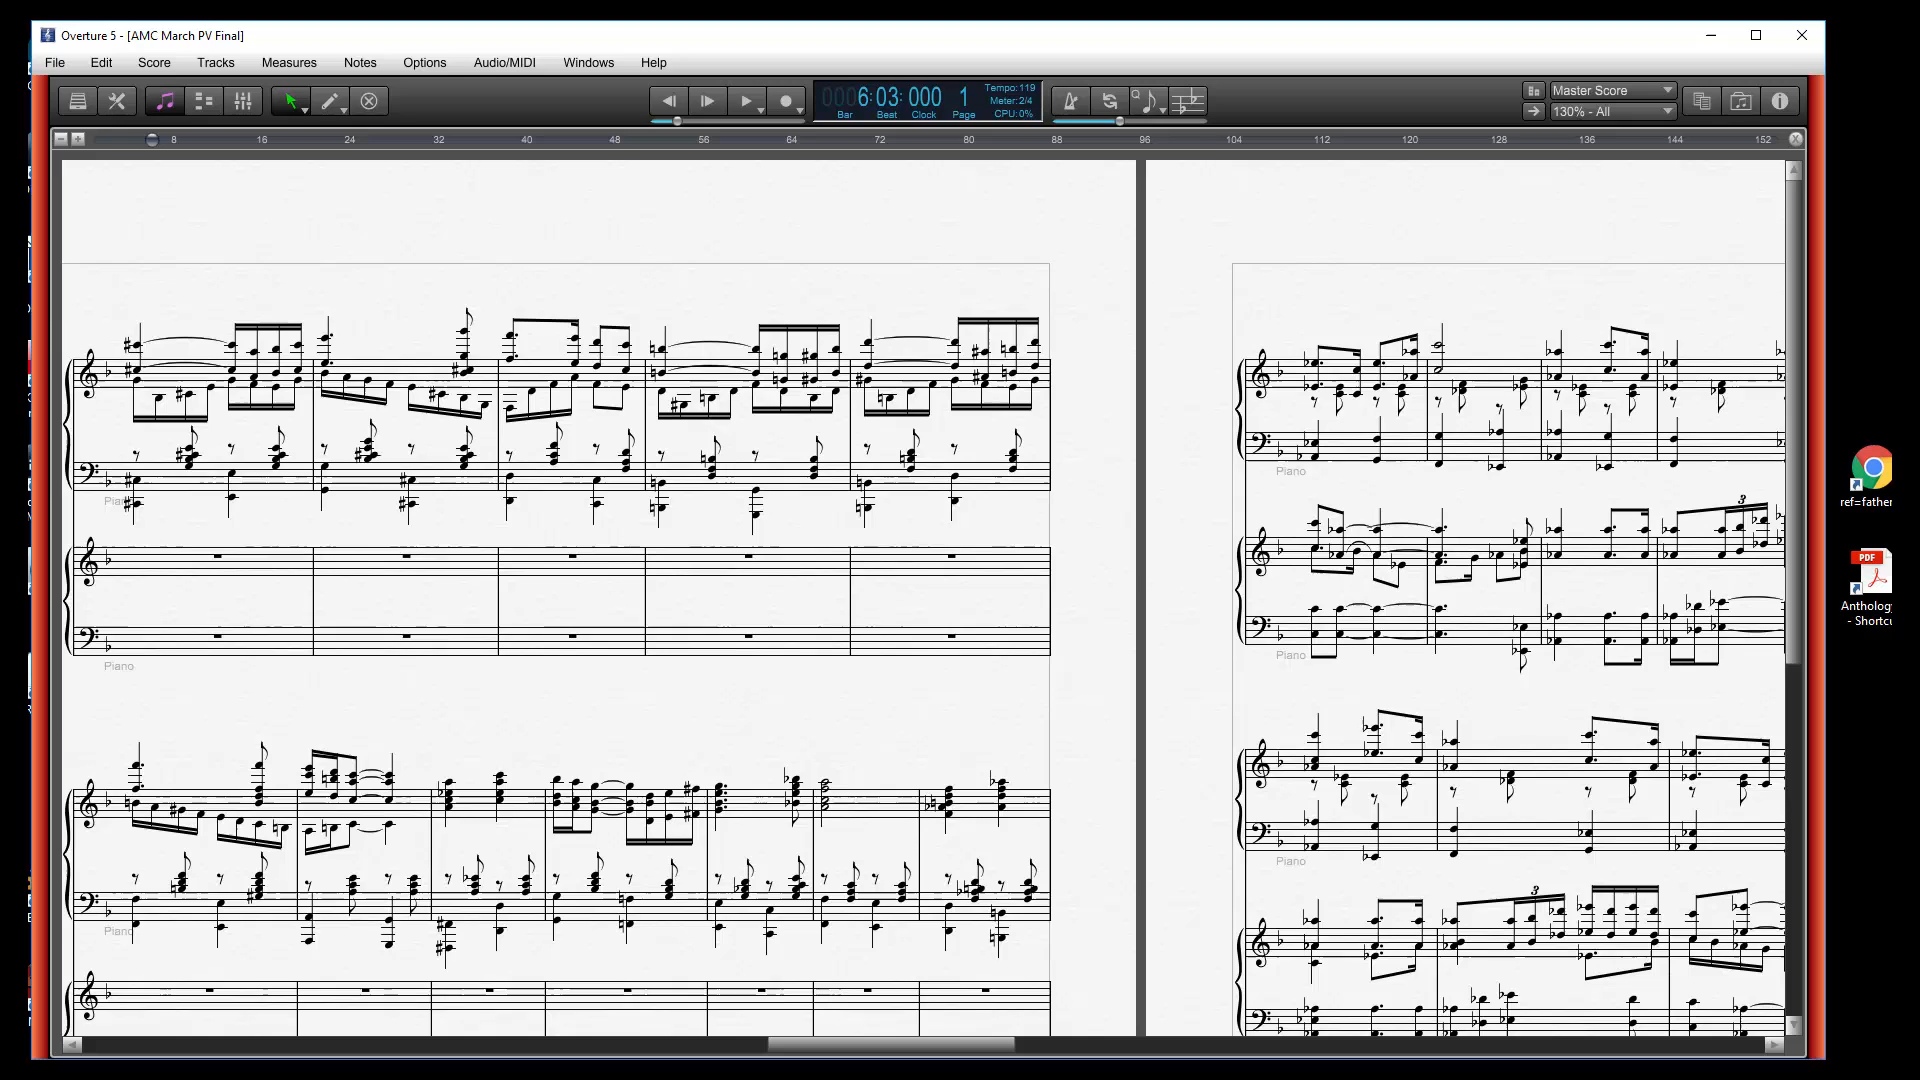 Overture 5 - [AMC March PV Final]
File Edit Score Tracks Measures Notes Options Audio/MIDI Windows Help
0006:03:000 1
Bar Beat Clock Page
Tempo:119
Meter:2/4
CPU:0%
Q
Master Score
130% - All
8 16 24 32 40 48 56 64 72 80 88 96 104 112 120 128 136 144 152
Piano
Piano
Piano
Piano
3
Piano
Piano
3
ref=father
PDF
Antholog
- Shortcu